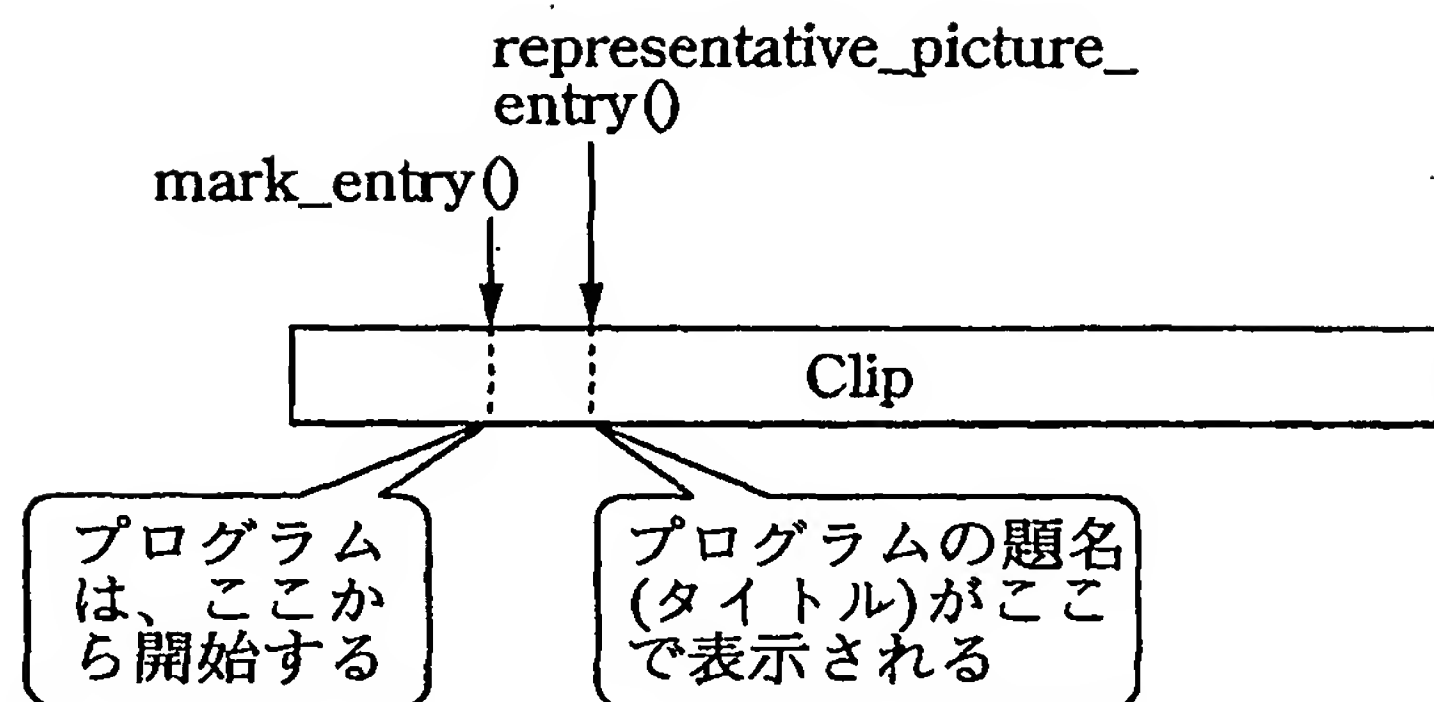 representative_picture_
entry()
mark_entry()
Clip
プログラム
は、ここか
ら開始する
プログラムの題名
(タイトル)がここ
で表示される